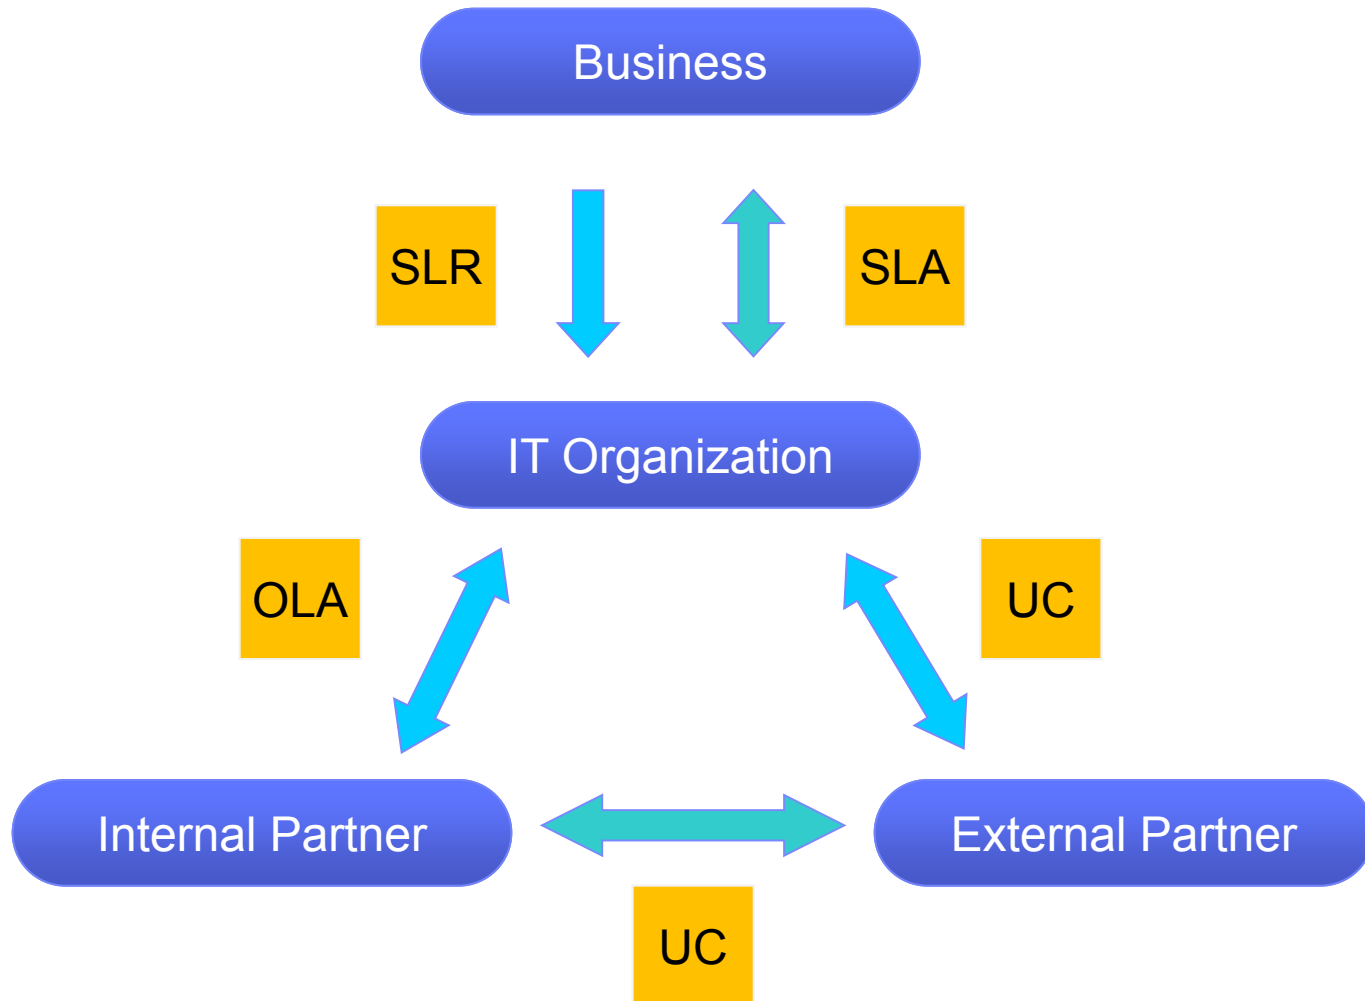 Business
SLR
SLA
IT Organization
OLA
UC
Internal Partner
External Partner
UC